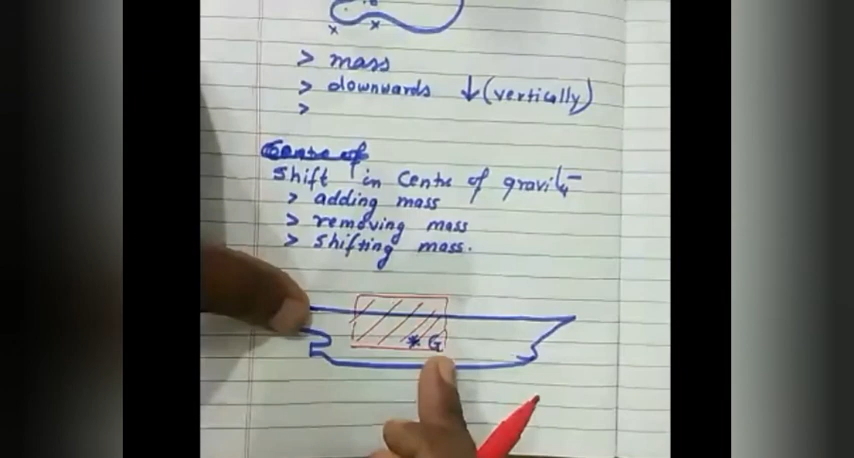 x x
> mass
> downwards ↓ (vertically)
>
Centre of
Shift in Centre of gravity
> adding mass
> removing mass
> Shifting mass.
* G